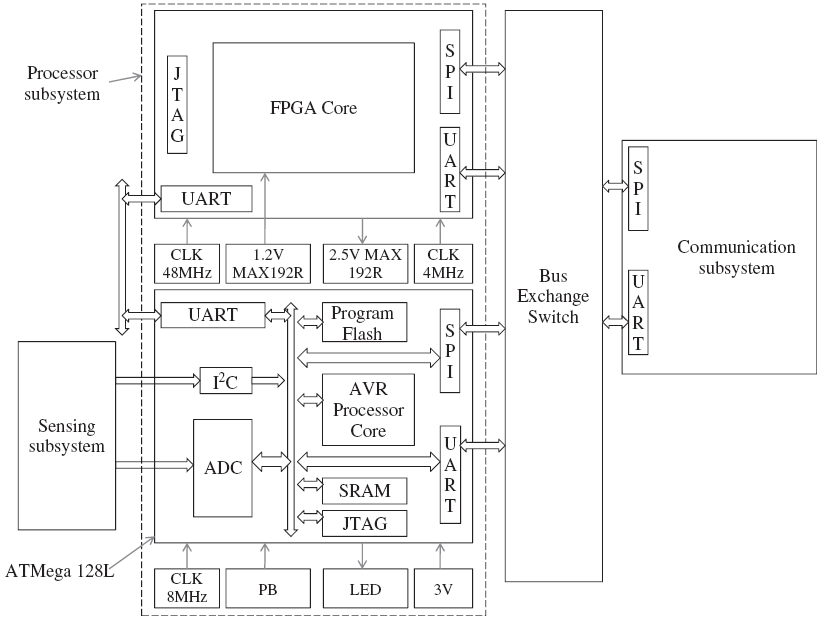 Processor
subsystem
J
T
A
G
FPGA Core
S
P
I
U
A
R
T
UART
CLK
48MHz
1.2V
MAX192R
2.5V MAX
192R
CLK
4MHz
UART
Program
Flash
S
P
I
I²C
AVR
Processor
Core
ADC
U
A
R
T
SRAM
JTAG
Sensing
subsystem
ATMega 128L
CLK
8MHz
PB
LED
3V
Bus
Exchange
Switch
S
P
I
U
A
R
T
Communication
subsystem